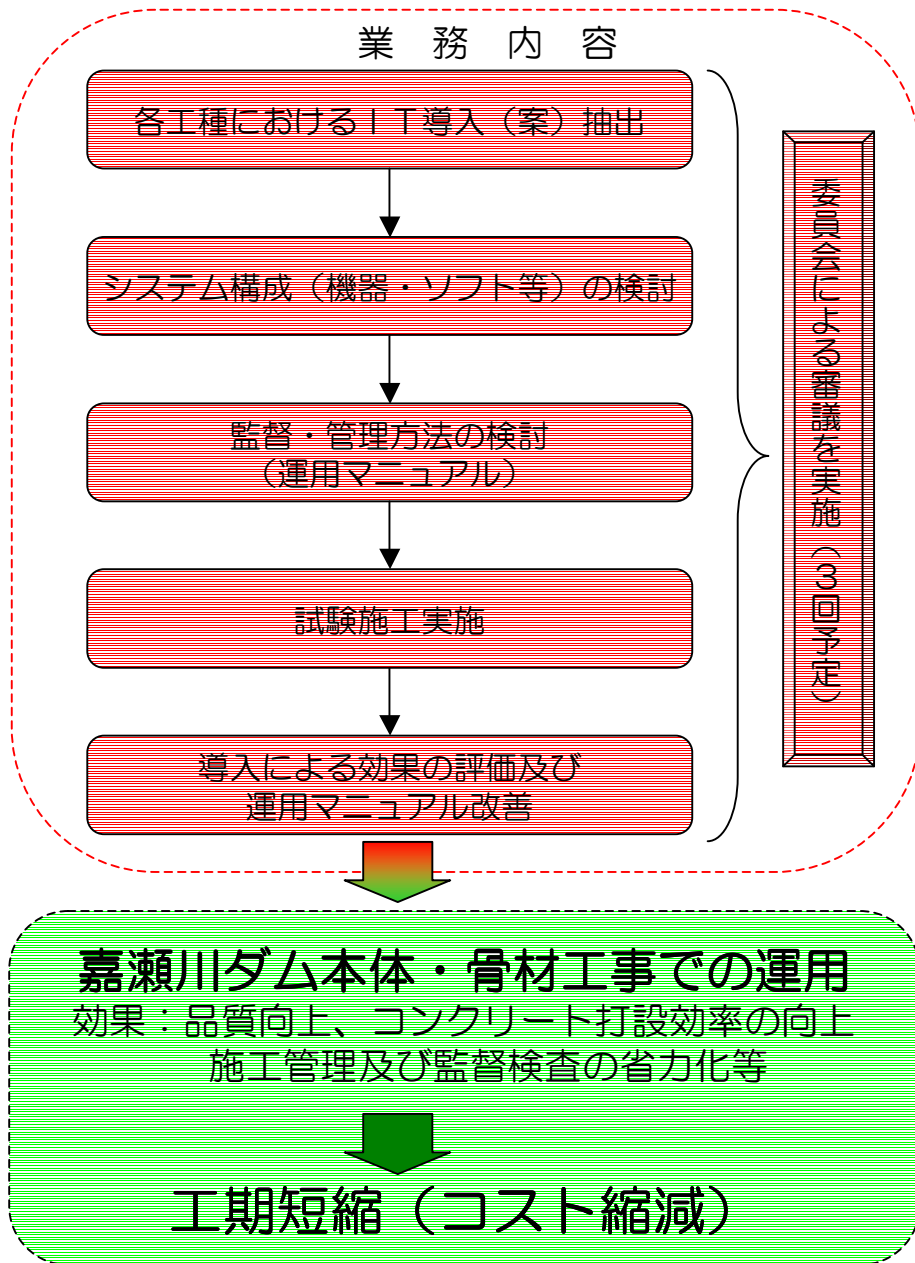 業務内容
各工種におけるＩＴ導入（案）抽出
システム構成（機器・ソフト等）の検討
監督・管理方法の検討
（運用マニュアル）
試験施工実施
導入による効果の評価及び
運用マニュアル改善
委員会による審議を実施（３回予定）
嘉瀬川ダム本体・骨材工事での運用
効果：品質向上、コンクリート打設効率の向上
施工管理及び監督検査の省力化等
工期短縮（コスト縮減）